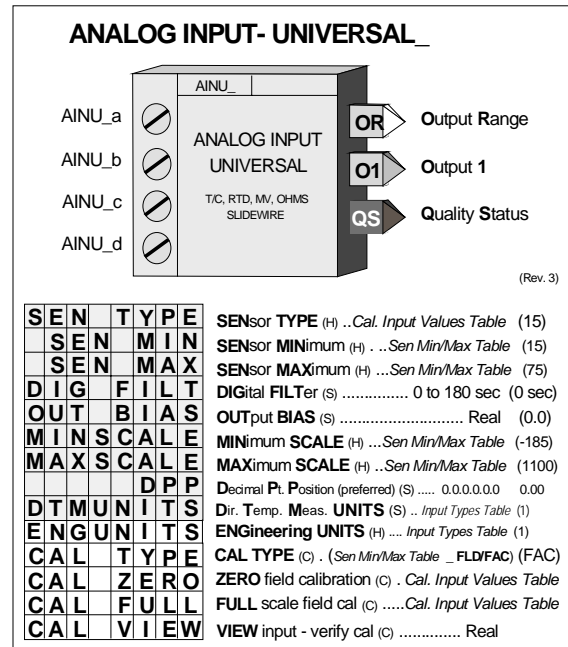 ANALOG INPUT- UNIVERSAL_
AINU_
AINU_a
AINU_b
AINU_c
AINU_d
ANALOG INPUT
UNIVERSAL
T/C, RTD, MV, OHMS
SLIDEWIRE
OR Output Range
O1 Output 1
QS Quality Status
(Rev. 3)
SEN TYPE SENsor TYPE (H) ..Cal. Input Values Table (15)
SEN MIN SENsor MINimum (H) . ...Sen Min/Max Table (15)
SEN MAX SENsor MAXimum (H) ...Sen Min/Max Table (75)
DIG FILT DIGital FILTer (S) ............... 0 to 180 sec (0 sec)
OUT BIAS OUTput BIAS (S) ............................ Real (0.0)
MINSCALE MINimum SCALE (H) ...Sen Min/Max Table (-185)
MAXSCALE MAXimum SCALE (H) ..Sen Min/Max Table (1100)
DPP Decimal Pt. Position (preferred) (S) ..... 0.0.0.0.0.0 0.00
DTMUNITS Dir. Temp. Meas. UNITS (S) .. Input Types Table (1)
ENGUNITS ENGineering UNITS (H) .... Input Types Table (1)
CAL TYPE CAL TYPE (C) . (Sen Min/Max Table _ FLD/FAC) (FAC)
CAL ZERO ZERO field calibration (C) . Cal. Input Values Table
CAL FULL FULL scale field cal (C) .....Cal. Input Values Table
CAL VIEW VIEW input - verify cal (C) .............. Real